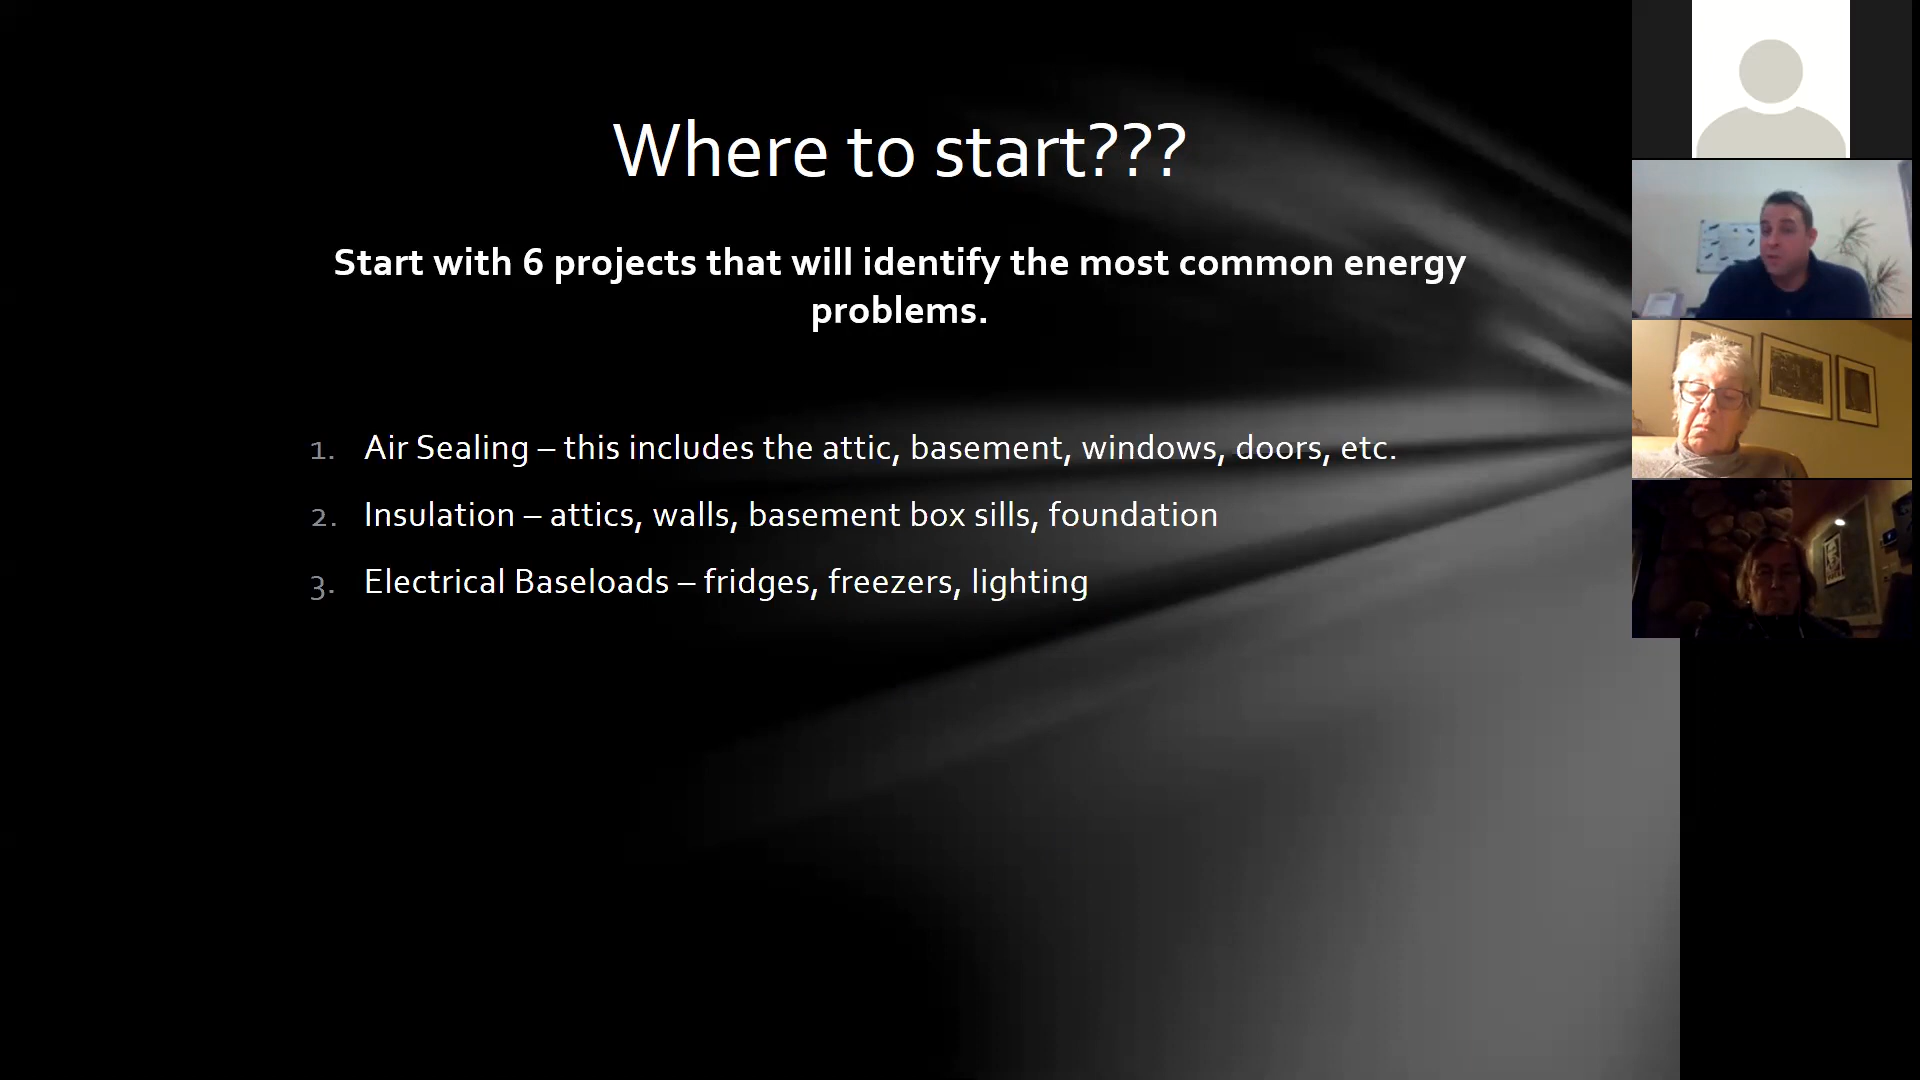 Where to start???
Start with 6 projects that will identify the most common energy
problems.
1. Air Sealing – this includes the attic, basement, windows, doors, etc.
2. Insulation – attics, walls, basement box sills, foundation
3. Electrical Baseloads – fridges, freezers, lighting